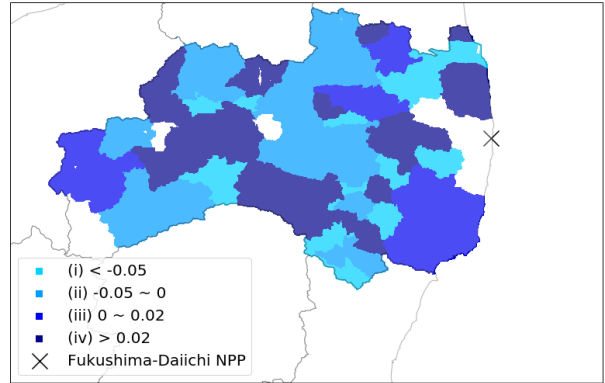 (i) < -0.05
(ii) -0.05 ~ 0
(iii) 0 ~ 0.02
(iv) > 0.02
Fukushima-Daiichi NPP